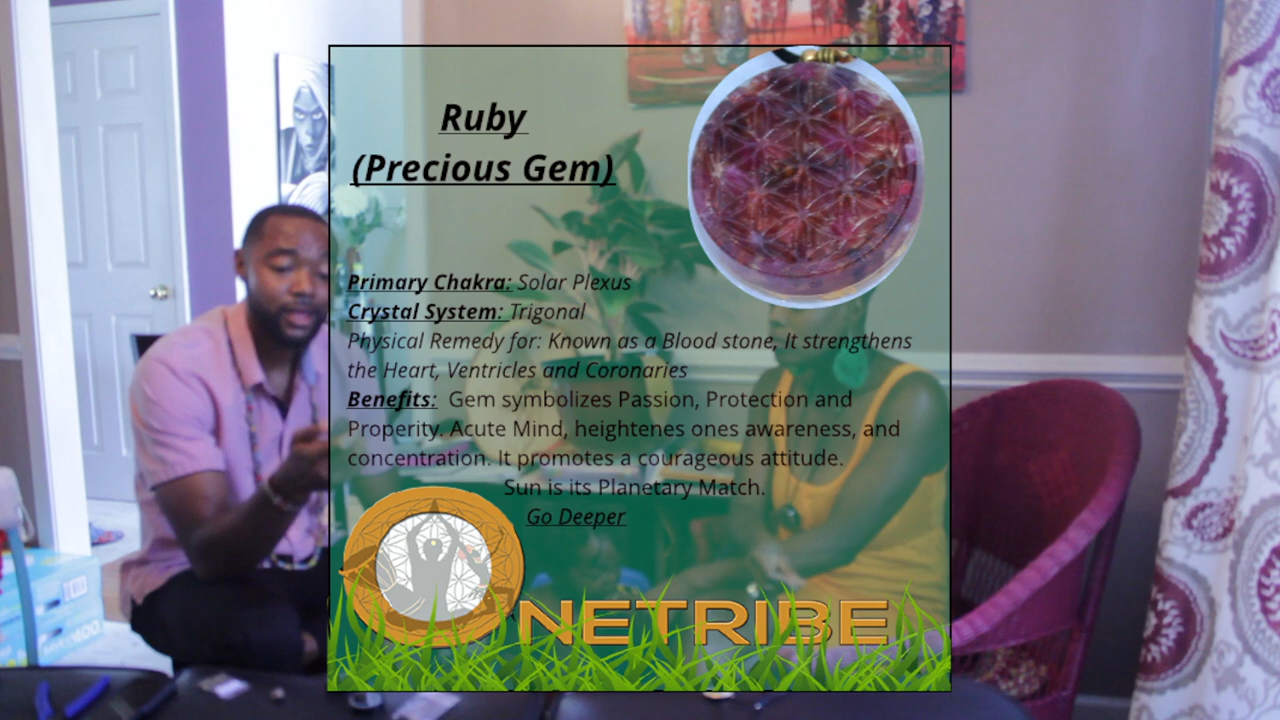 Ruby
(Precious Gem)
Primary Chakra: Solar Plexus
Crystal System: Trigonal
Physical Remedy for: Known as a Blood stone, It strengthens
the Heart, Ventricles and Coronaries
Benefits: Gem symbolizes Passion, Protection and
Properity. Acute Mind, heightenes ones awareness, and
concentration. It promotes a courageous attitude.
Sun is its Planetary Match.
Go Deeper
ONETRIBE